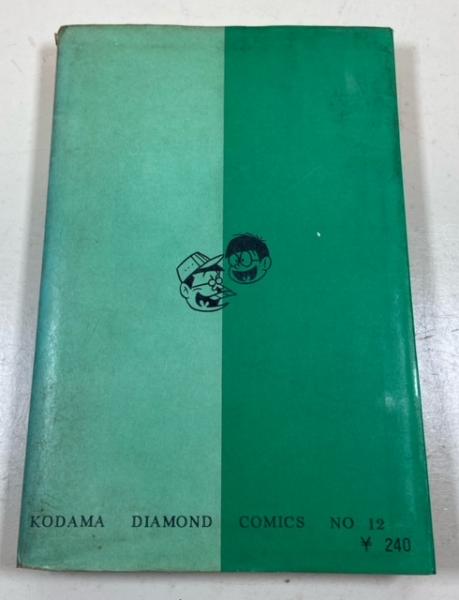 KODAMA DIAMOND COMICS NO 12
¥ 240